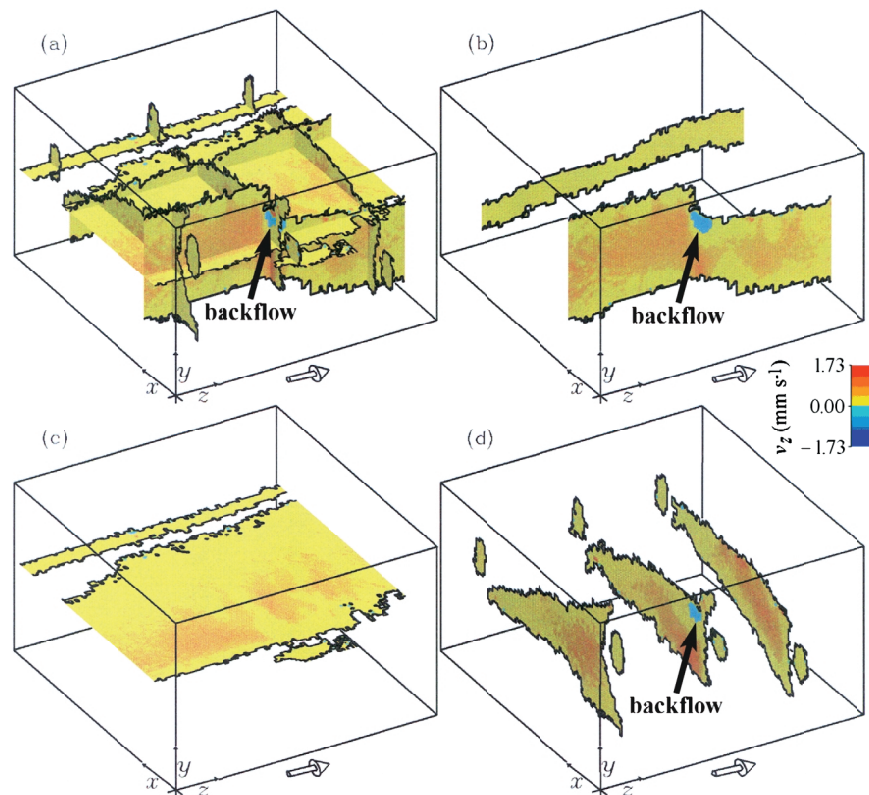 (a)
backflow
x
y
z
(b)
backflow
x
y
z
1.73
0.00
−1.73
v_z (mm s⁻¹)
(c)
x
y
z
(d)
backflow
x
y
z